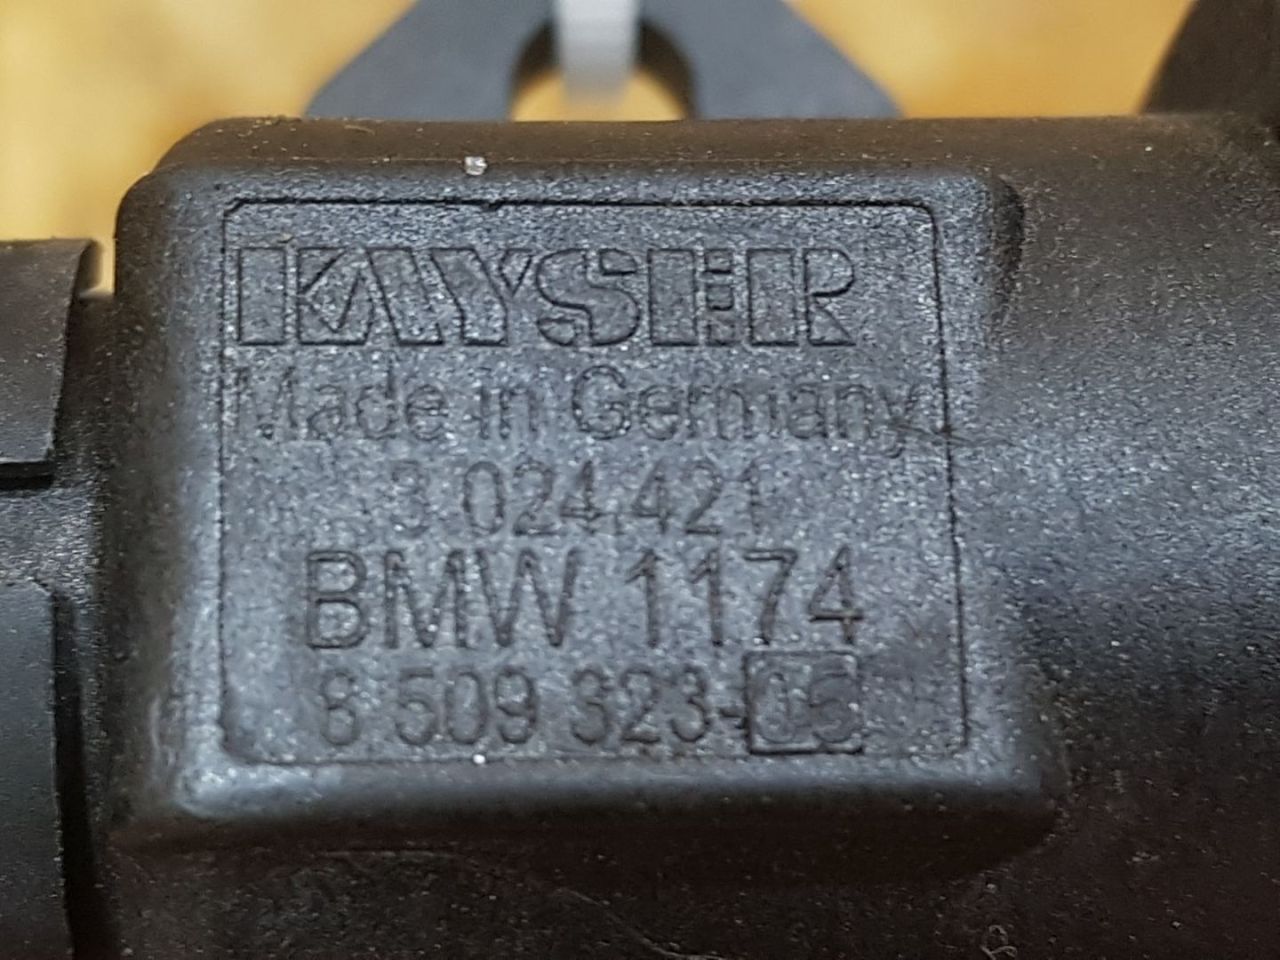 KAYSER
Made in Germany
3 024 421
BMW 1174
8 509 323-05